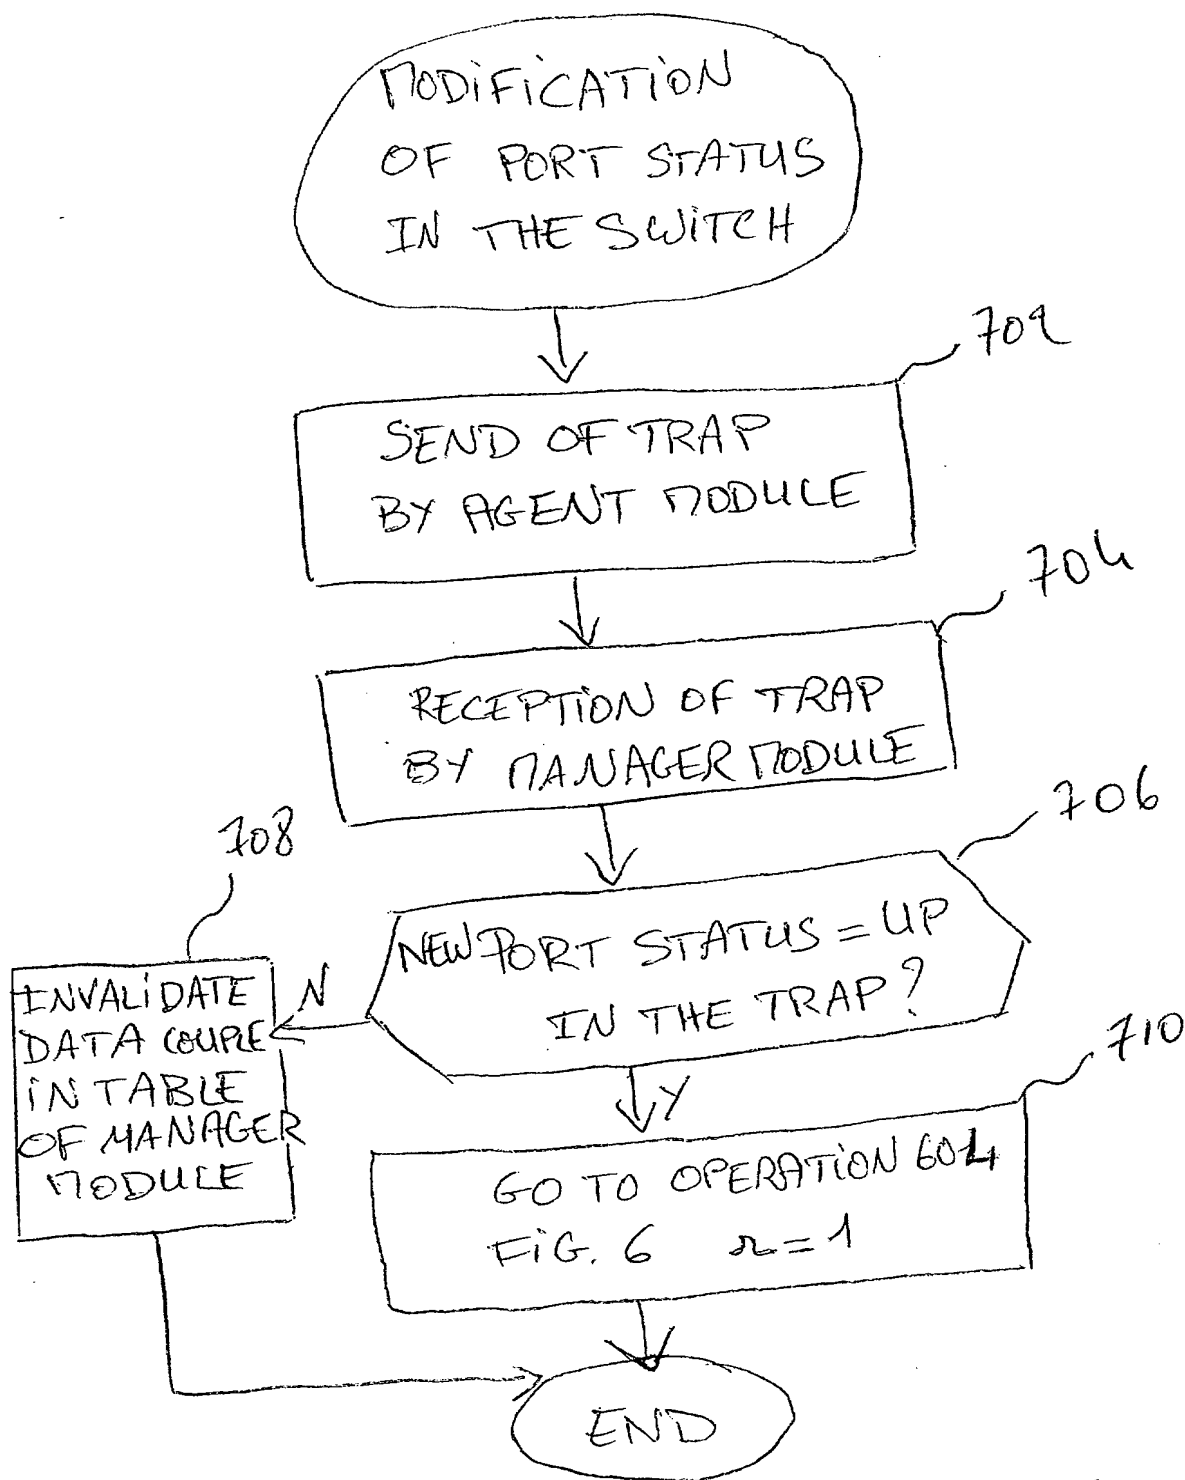 MODIFICATION
OF PORT STATUS
IN THE SWITCH
702
SEND OF TRAP
BY AGENT MODULE
704
RECEPTION OF TRAP
BY MANAGER MODULE
706
NEW PORT STATUS = UP
IN THE TRAP?
708
N
INVALIDATE
DATA COUPLE
IN TABLE
OF MANAGER
MODULE
Y
710
GO TO OPERATION 604
FIG. 6 r=1
END